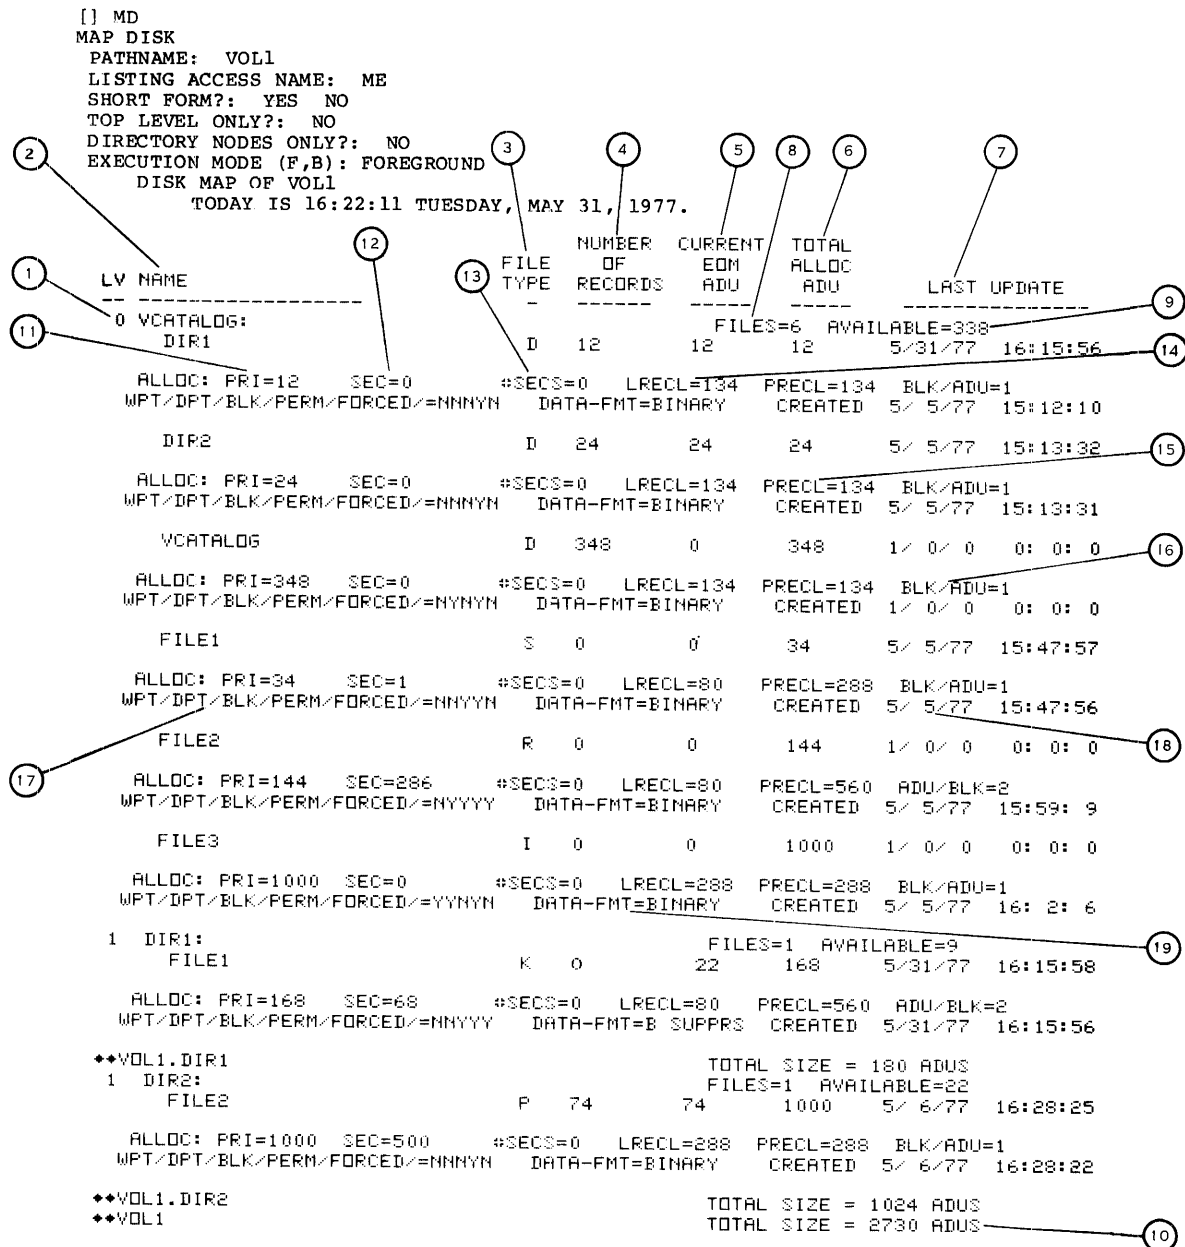 [] MD
MAP DISK
PATHNAME: VOL1
LISTING ACCESS NAME: ME
SHORT FORM?: YES NO
TOP LEVEL ONLY?: NO
DIRECTORY NODES ONLY?: NO
2 EXECUTION MODE (F,B): FOREGROUND 3 4 5 8 6 7
DISK MAP OF VOL1
TODAY IS 16:22:11 TUESDAY, MAY 31, 1977.
12 NUMBER CURRENT TOTAL
1 13 FILE OF EOM ALLOC
LV NAME TYPE RECORDS ADU ADU LAST UPDATE
-- ------------------ - ------ ----- ----- ----------------
0 VCATALOG: FILES=6 AVAILABLE=338 9
11 DIR1 D 12 12 12 5/31/77 16:15:56 14
ALLOC: PRI=12 SEC=0 #SECS=0 LRECL=134 PRECL=134 BLK/ADU=1
WPT/DPT/BLK/PERM/FORCED/=NNNYN DATA-FMT=BINARY CREATED 5/ 5/77 15:12:10
DIR2 D 24 24 24 5/ 5/77 15:13:32 15
ALLOC: PRI=24 SEC=0 #SECS=0 LRECL=134 PRECL=134 BLK/ADU=1
WPT/DPT/BLK/PERM/FORCED/=NNNYN DATA-FMT=BINARY CREATED 5/ 5/77 15:13:31
VCATALOG D 348 0 348 1/ 0/ 0 0: 0: 0 16
ALLOC: PRI=348 SEC=0 #SECS=0 LRECL=134 PRECL=134 BLK/ADU=1
WPT/DPT/BLK/PERM/FORCED/=NYNYN DATA-FMT=BINARY CREATED 1/ 0/ 0 0: 0: 0
FILE1 S 0 0 34 5/ 5/77 15:47:57
ALLOC: PRI=34 SEC=1 #SECS=0 LRECL=80 PRECL=288 BLK/ADU=1
WPT/DPT/BLK/PERM/FORCED/=NNYYN DATA-FMT=BINARY CREATED 5/ 5/77 15:47:56
FILE2 R 0 0 144 1/ 0/ 0 0: 0: 0 18
17 ALLOC: PRI=144 SEC=286 #SECS=0 LRECL=80 PRECL=560 ADU/BLK=2
WPT/DPT/BLK/PERM/FORCED/=NYYYY DATA-FMT=BINARY CREATED 5/ 5/77 15:59: 9
FILE3 I 0 0 1000 1/ 0/ 0 0: 0: 0
ALLOC: PRI=1000 SEC=0 #SECS=0 LRECL=288 PRECL=288 BLK/ADU=1
WPT/DPT/BLK/PERM/FORCED/=YYNYN DATA-FMT=BINARY CREATED 5/ 5/77 16: 2: 6
1 DIR1: FILES=1 AVAILABLE=9 19
FILE1 K 0 22 168 5/31/77 16:15:58
ALLOC: PRI=168 SEC=68 #SECS=0 LRECL=80 PRECL=560 ADU/BLK=2
WPT/DPT/BLK/PERM/FORCED/=NNYYY DATA-FMT=B SUPPRS CREATED 5/31/77 16:15:56
**VOL1.DIR1 TOTAL SIZE = 180 ADUS
1 DIR2: FILES=1 AVAILABLE=22
FILE2 P 74 74 1000 5/ 6/77 16:28:25
ALLOC: PRI=1000 SEC=500 #SECS=0 LRECL=288 PRECL=288 BLK/ADU=1
WPT/DPT/BLK/PERM/FORCED/=NNNYN DATA-FMT=BINARY CREATED 5/ 6/77 16:28:22
**VOL1.DIR2 TOTAL SIZE = 1024 ADUS
**VOL1 TOTAL SIZE = 2730 ADUS 10